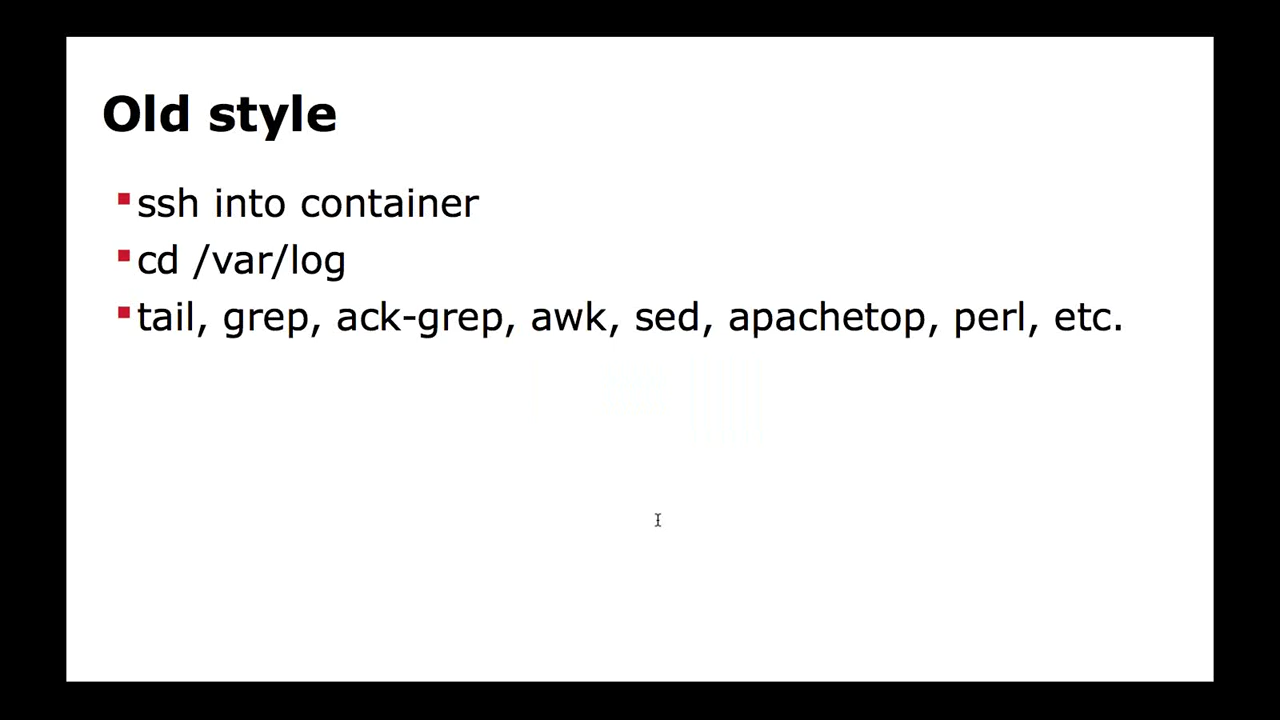 Old style
ssh into container
cd /var/log
tail, grep, ack-grep, awk, sed, apachetop, perl, etc.